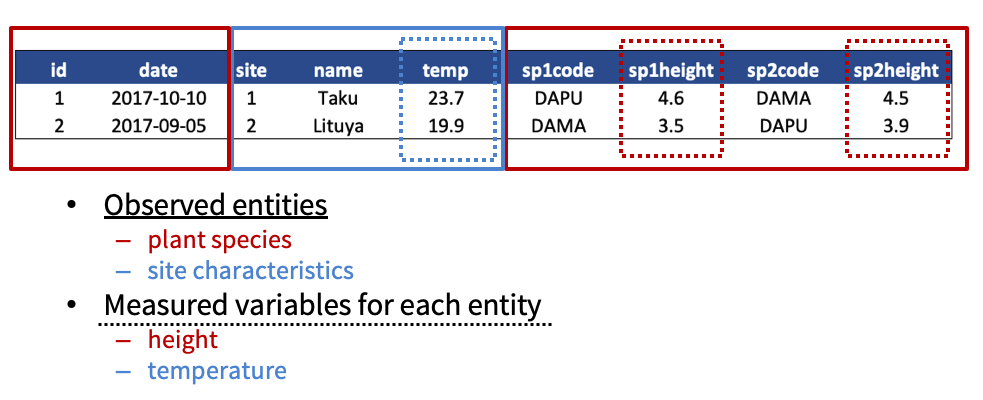 id date site name temp sp1code sp1height sp2code sp2height
1 2017-10-10 1 Taku 23.7 DAPU 4.6 DAMA 4.5
2 2017-09-05 2 Lituya 19.9 DAMA 3.5 DAPU 3.9
• Observed entities
– plant species
– site characteristics
• Measured variables for each entity
– height
– temperature